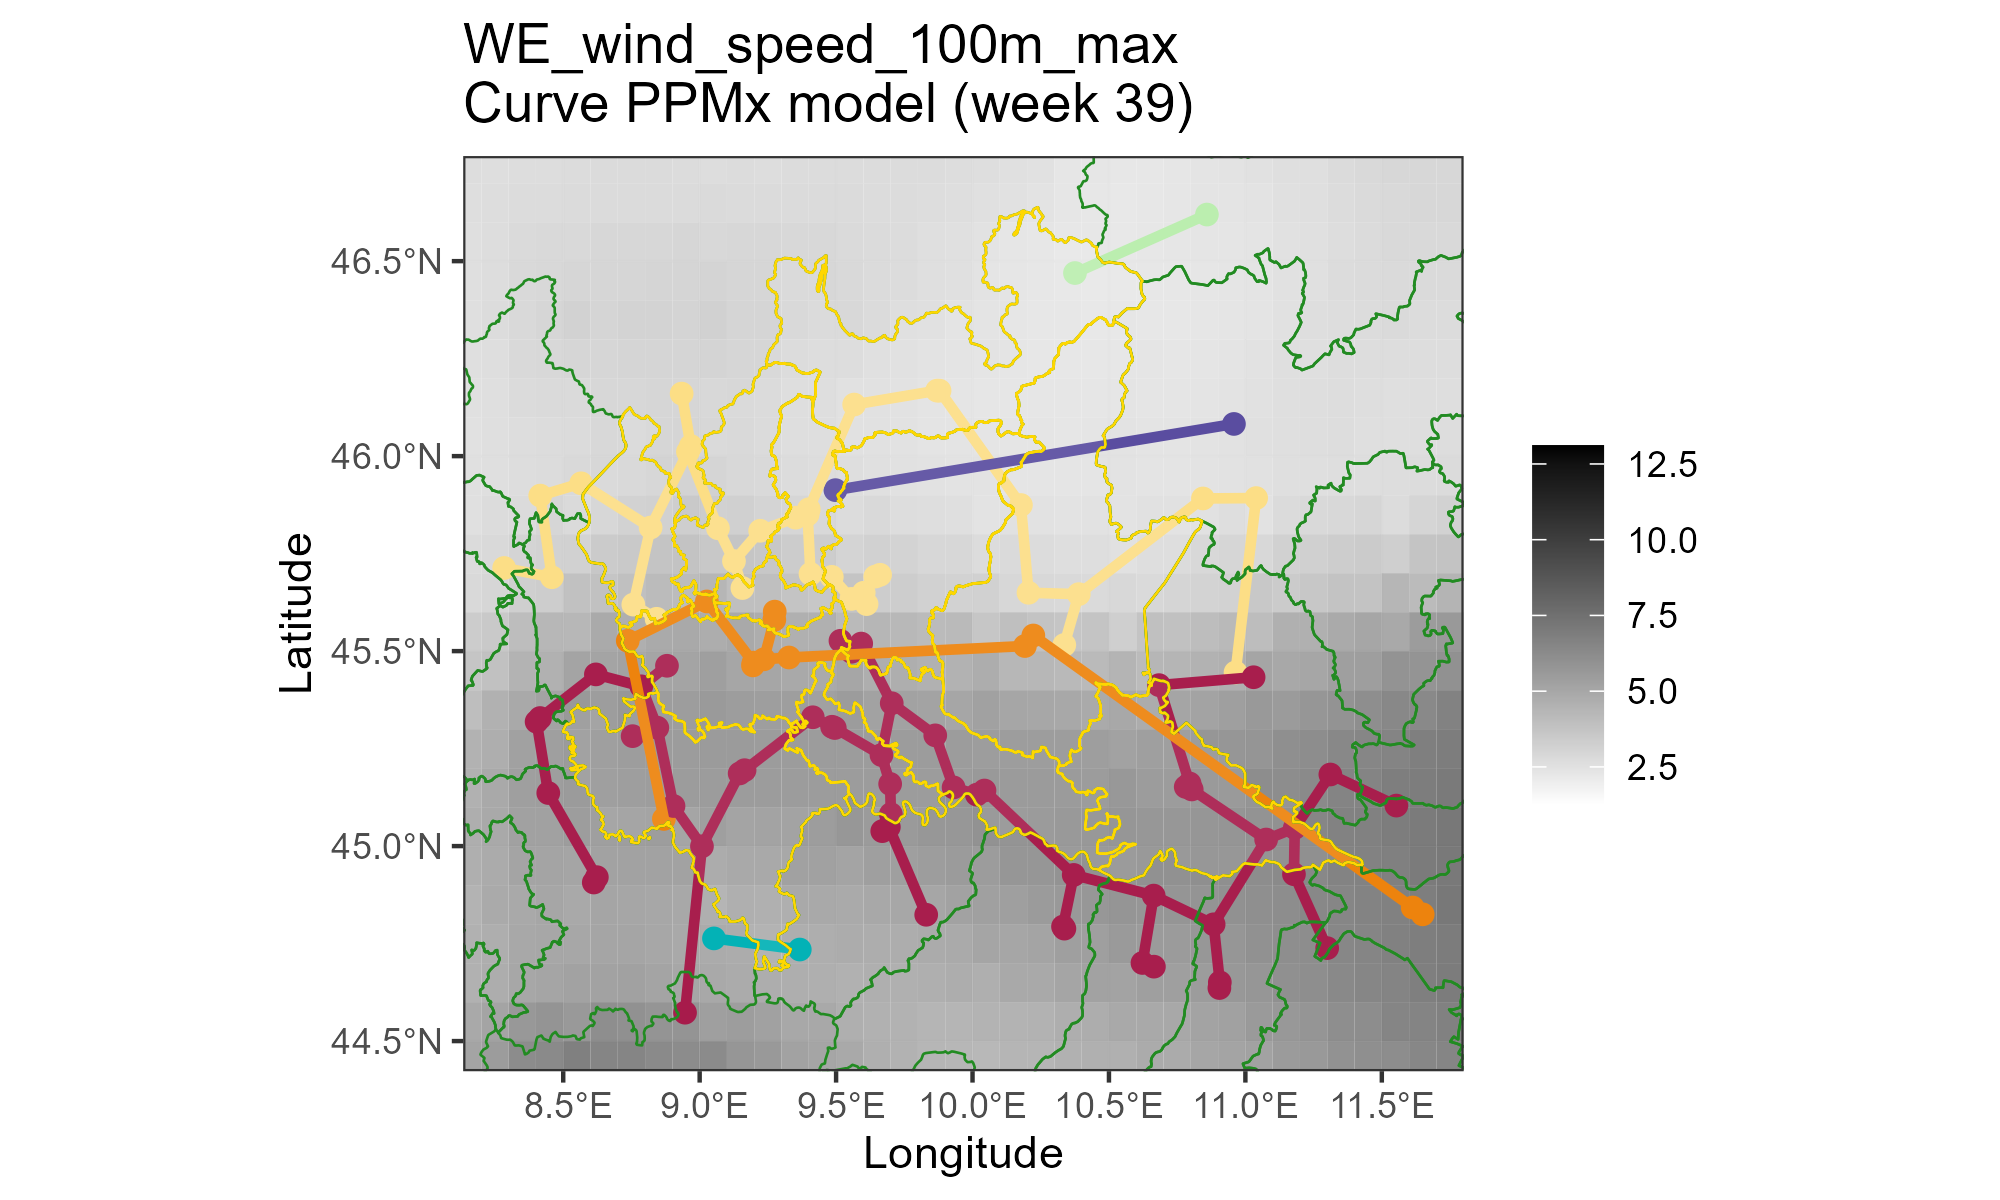 WE_wind_speed_100m_max
Curve PPMx model (week 39)
46.5°N
46.0°N
45.5°N
45.0°N
44.5°N
Latitude
8.5°E
9.0°E
9.5°E
10.0°E
10.5°E
11.0°E
11.5°E
Longitude
12.5
10.0
7.5
5.0
2.5